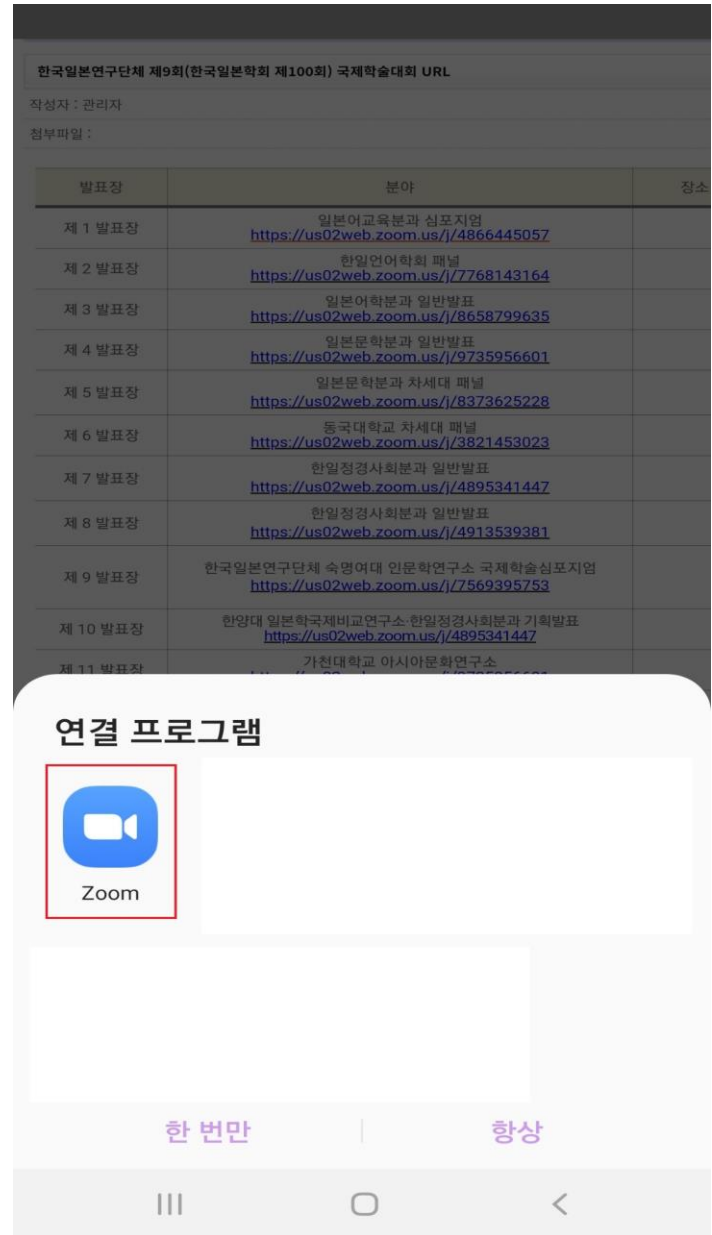 한국일본연구단체 제9회(한국일본학회 제100회) 국제학술대회 URL
작성자 : 관리자
첨부파일 :
발표장 분야 장소
제 1 발표장 일본어교육분과 심포지엄
https://us02web.zoom.us/j/4866445057
제 2 발표장 한일언어학회 패널
https://us02web.zoom.us/j/7768143164
제 3 발표장 일본어학분과 일반발표
https://us02web.zoom.us/j/8658799635
제 4 발표장 일본문학분과 일반발표
https://us02web.zoom.us/j/9735956601
제 5 발표장 일본문학분과 차세대 패널
https://us02web.zoom.us/j/8373625228
제 6 발표장 동국대학교 차세대 패널
https://us02web.zoom.us/j/3821453023
제 7 발표장 한일정경사회분과 일반발표
https://us02web.zoom.us/j/4895341447
제 8 발표장 한일정경사회분과 일반발표
https://us02web.zoom.us/j/4913539381
제 9 발표장 한국일본연구단체 숙명여대 인문학연구소 국제학술심포지엄
https://us02web.zoom.us/j/7569395753
제 10 발표장 한양대 일본학국제비교연구소·한일정경사회분과 기획발표
https://us02web.zoom.us/j/4895341447
제 11 발표장 가천대학교 아시아문화연구소
연결 프로그램
Zoom
한 번만 항상